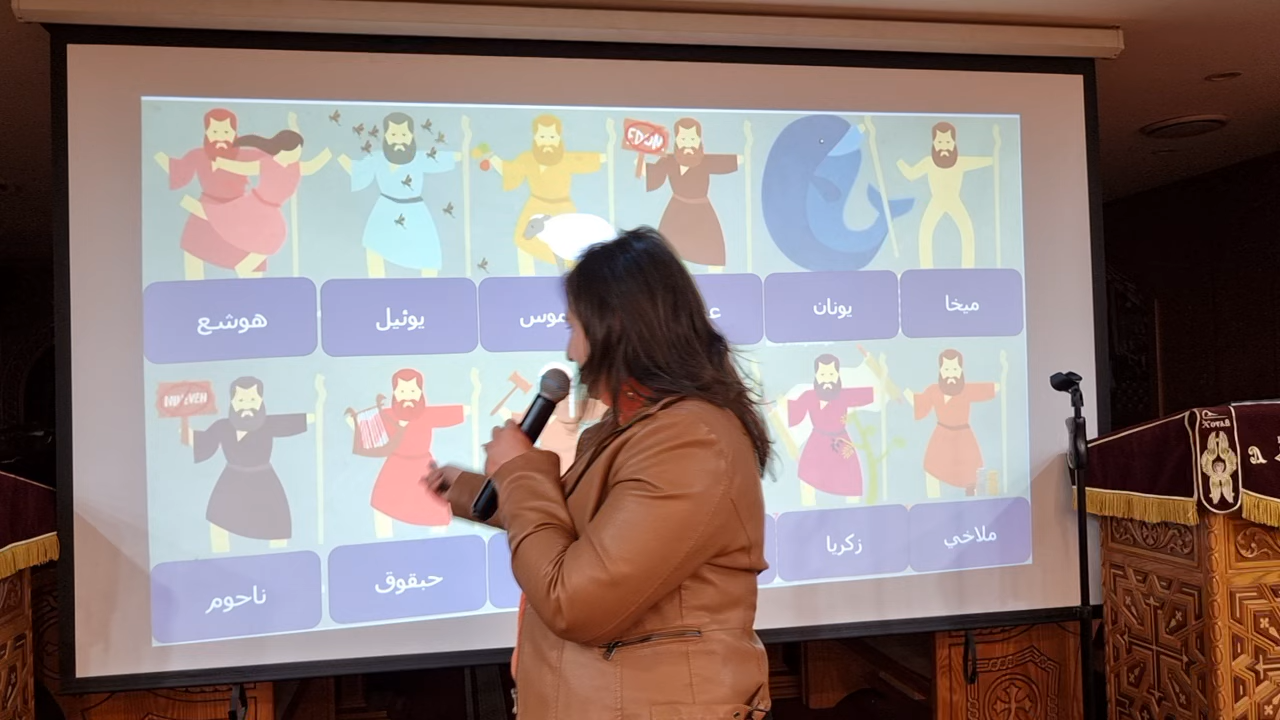 EDOM
هوشع
يوئيل
يونان
ميخا
NINEVEH
ناحوم
حبقوق
زكريا
ملاخي